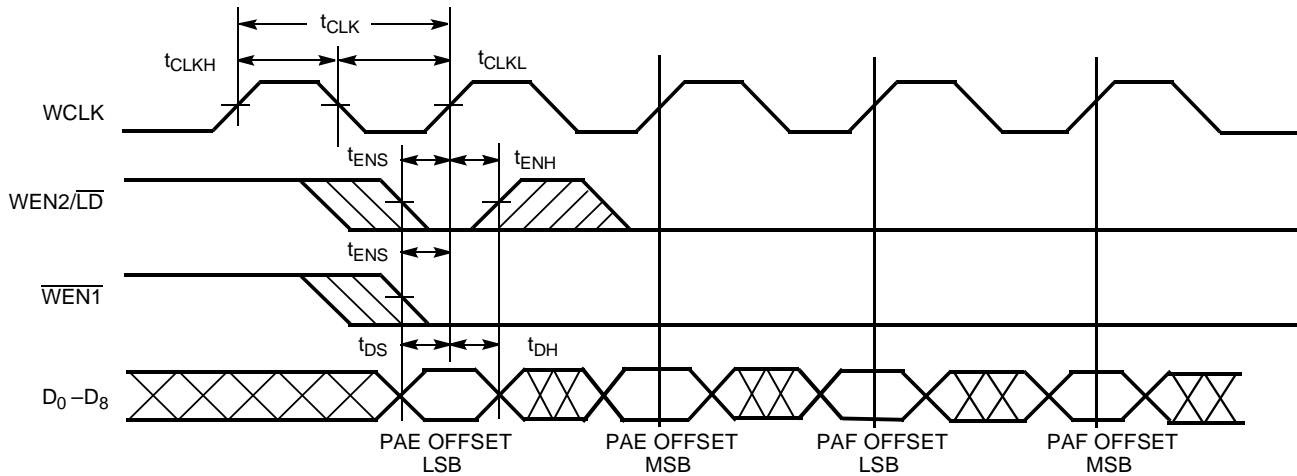 tCLK
tCLKH
tCLKL
WCLK
tENS
tENH
WEN2/LD
tENS
WEN1
tDS
tDH
D0 –D8
PAE OFFSET
LSB
PAE OFFSET
MSB
PAF OFFSET
LSB
PAF OFFSET
MSB